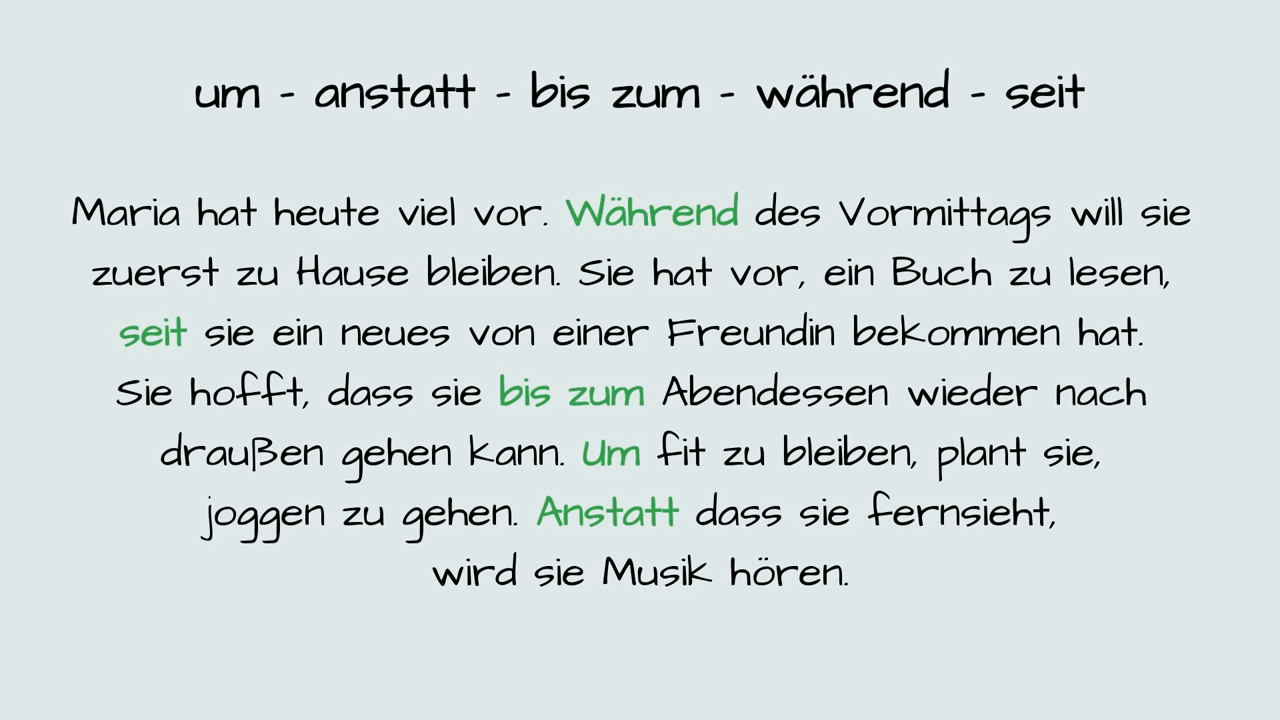 um - anstatt - bis zum - während - seit
Maria hat heute viel vor. Während des Vormittags will sie
zuerst zu Hause bleiben. Sie hat vor, ein Buch zu lesen,
seit sie ein neues von einer Freundin bekommen hat.
Sie hofft, dass sie bis zum Abendessen wieder nach
draußen gehen kann. Um fit zu bleiben, plant sie,
joggen zu gehen. Anstatt dass sie fernsieht,
wird sie Musik hören.